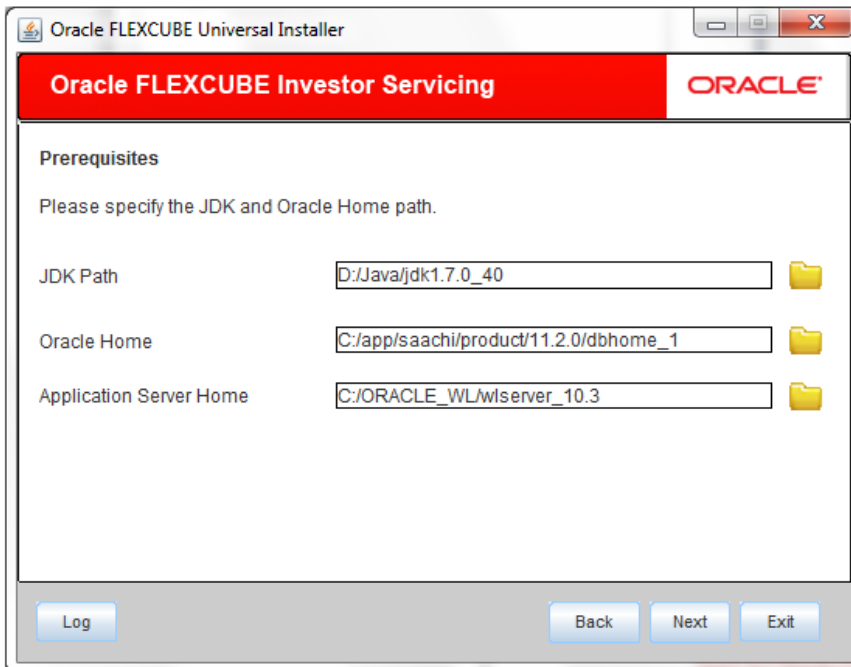 Oracle FLEXCUBE Universal Installer
Oracle FLEXCUBE Investor Servicing
ORACLE
Prerequisites
Please specify the JDK and Oracle Home path.
JDK Path D:/Java/jdk1.7.0_40
Oracle Home C:/app/saachi/product/11.2.0/dbhome_1
Application Server Home C:/ORACLE_WL/wlserver_10.3
Log Back Next Exit